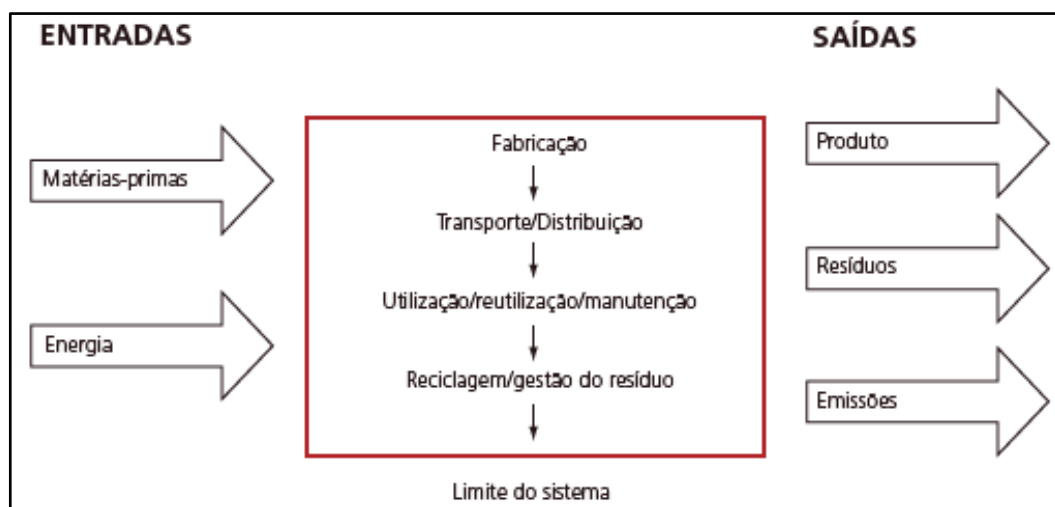 ENTRADAS
SAÍDAS
Matérias-primas
Energia
Fabricação
Transporte/Distribuição
Utilização/reutilização/manutenção
Reciclagem/gestão do resíduo
Limite do sistema
Produto
Resíduos
Emissões